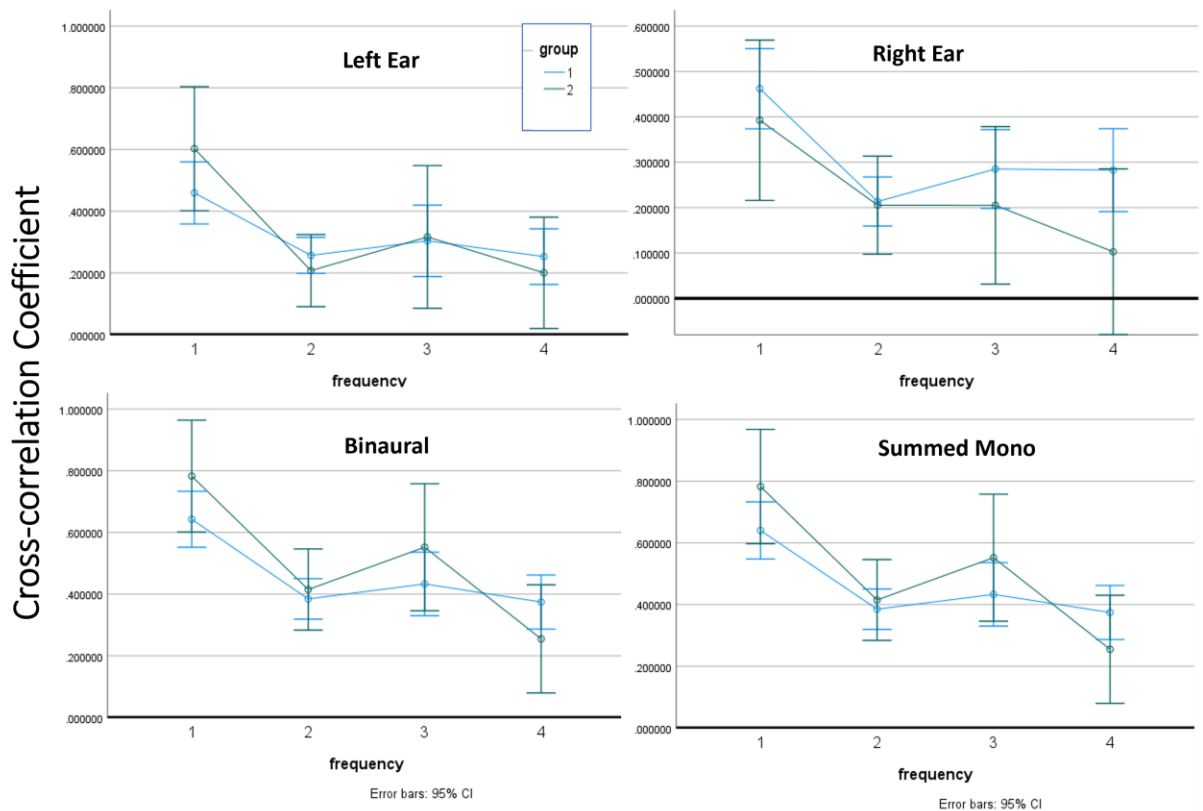 Cross-correlation Coefficient
Left Ear
group
1
2
1.000000
.800000
.600000
.400000
.200000
.000000
1 2 3 4
frequency
Right Ear
.600000
.500000
.400000
.300000
.200000
.100000
.000000
1 2 3 4
frequency
Binaural
1.000000
.800000
.600000
.400000
.200000
.000000
1 2 3 4
frequency
Error bars: 95% CI
Summed Mono
1.000000
.800000
.600000
.400000
.200000
.000000
1 2 3 4
frequency
Error bars: 95% CI